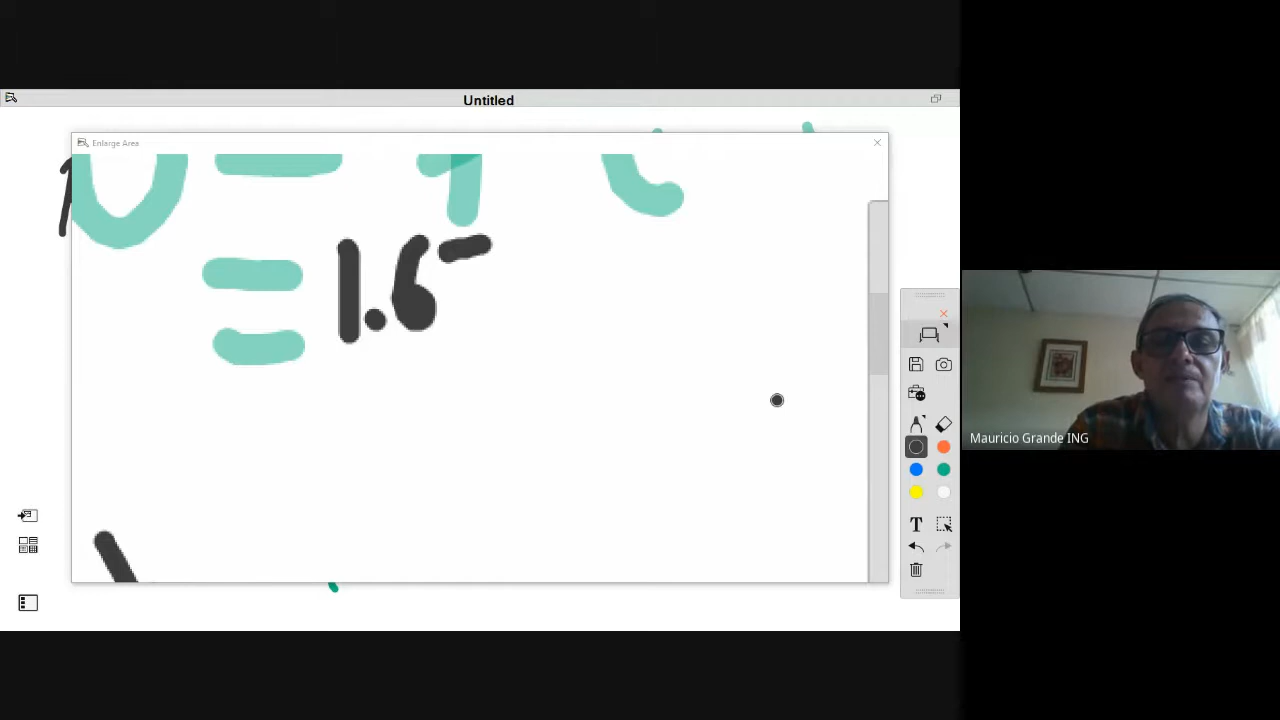 Untitled
Enlarge Area
= 1.6
T
Mauricio Grande ING